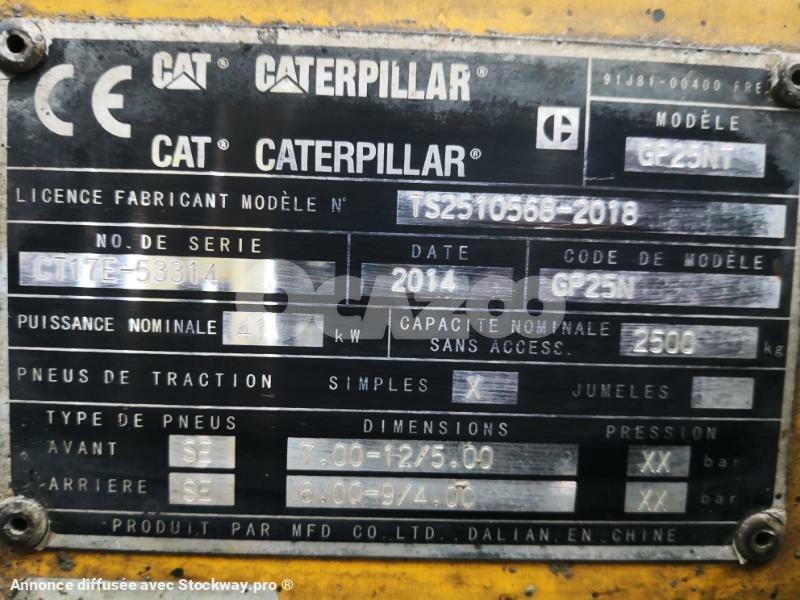 CE CAT® CATERPILLAR®
91J81-00400 FRE
CAT® CATERPILLAR®
MODÈLE
GP25NT
LICENCE FABRICANT MODÈLE N° TS2510568-2018
NO. DE SERIE DATE CODE DE MODÈLE
CT17E-53314 2014 GP25N
PUISSANCE NOMINALE kW CAPACITE NOMINALE
SANS ACCESS. 2500 kg
PNEUS DE TRACTION SIMPLES X JUMELES
TYPE DE PNEUS DIMENSIONS PRESSION
AVANT SE 7.00-12/5.00 XX bar
ARRIERE SE 6.00-9/4.00 XX bar
PRODUIT PAR MFD CO.LTD., DALIAN, EN CHINE
OCAZOO
Annonce diffusée avec Stockway.pro ®